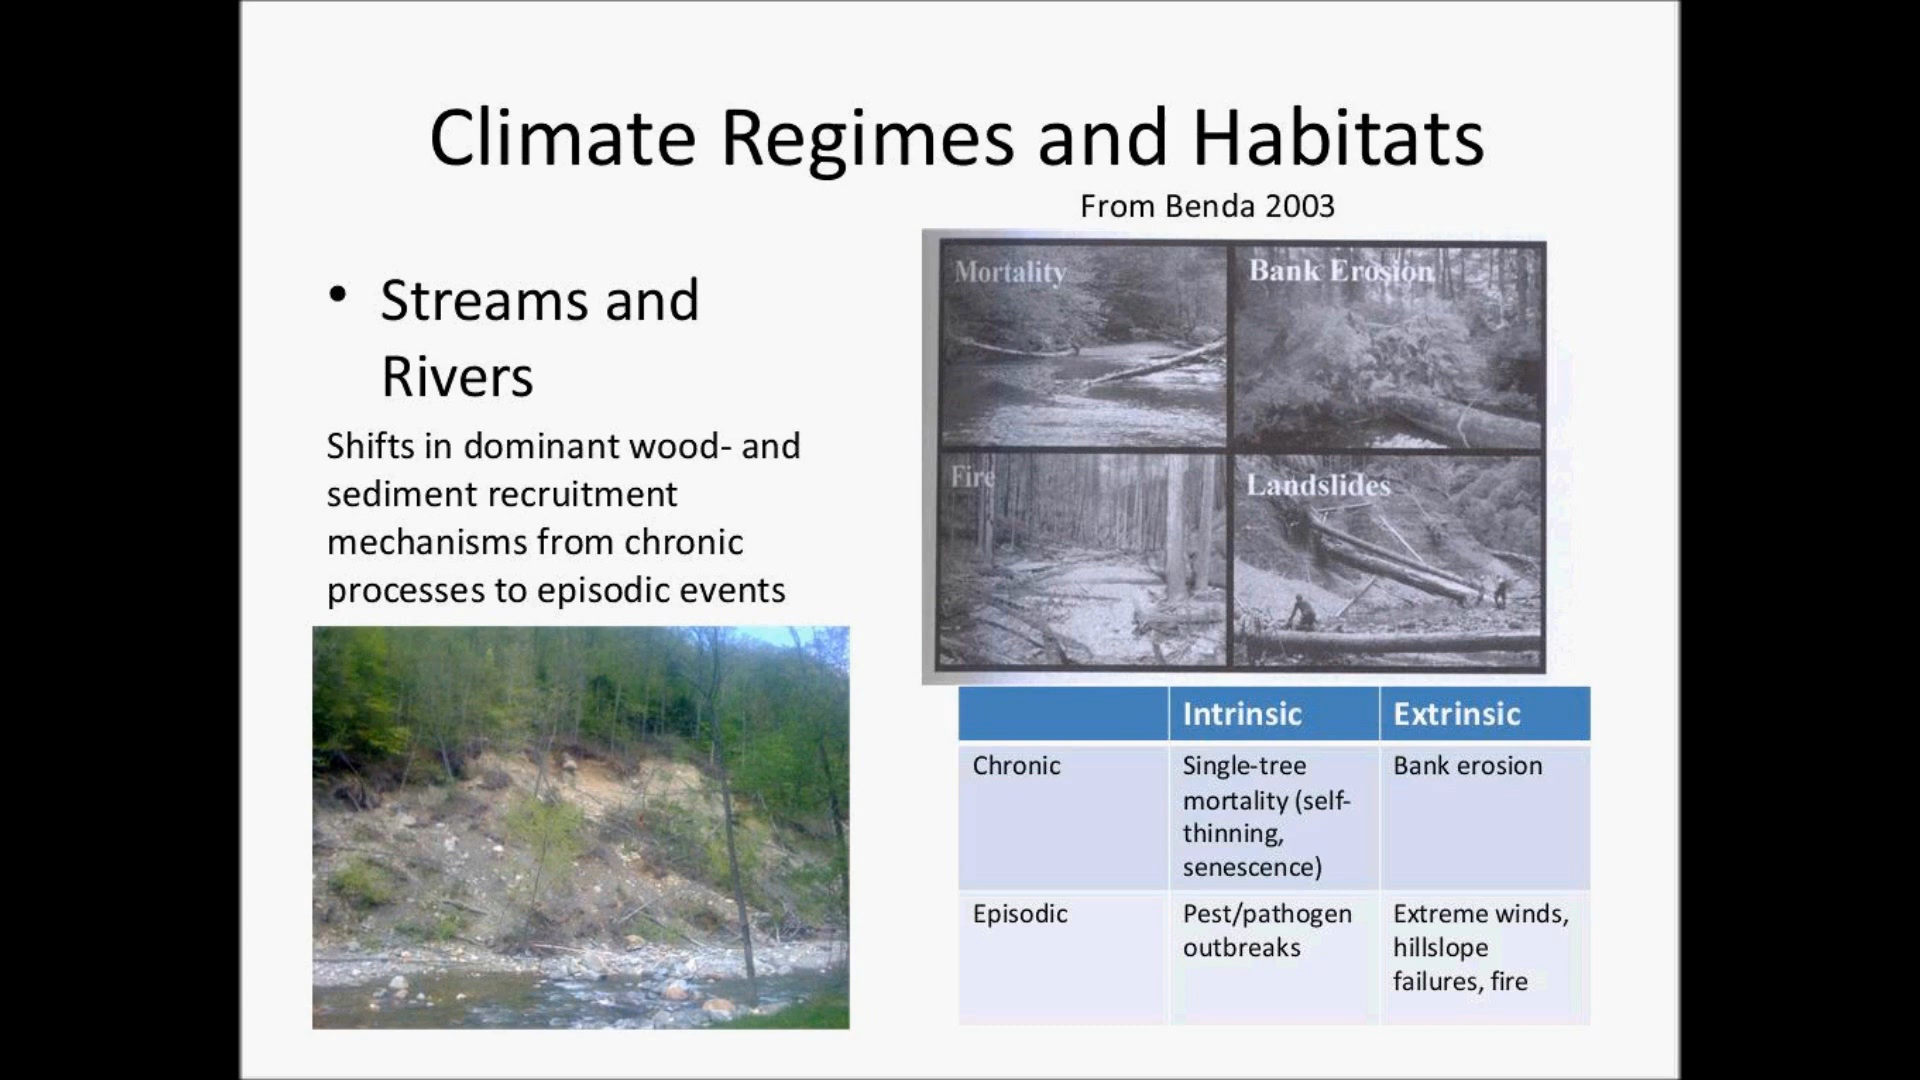 Climate Regimes and Habitats
From Benda 2003
• Streams and
Rivers
Shifts in dominant wood- and
sediment recruitment
mechanisms from chronic
processes to episodic events
Mortality
Bank Erosion
Fire
Landslides
Intrinsic
Extrinsic
Chronic
Single-tree
mortality (self-
thinning,
senescence)
Bank erosion
Episodic
Pest/pathogen
outbreaks
Extreme winds,
hillslope
failures, fire